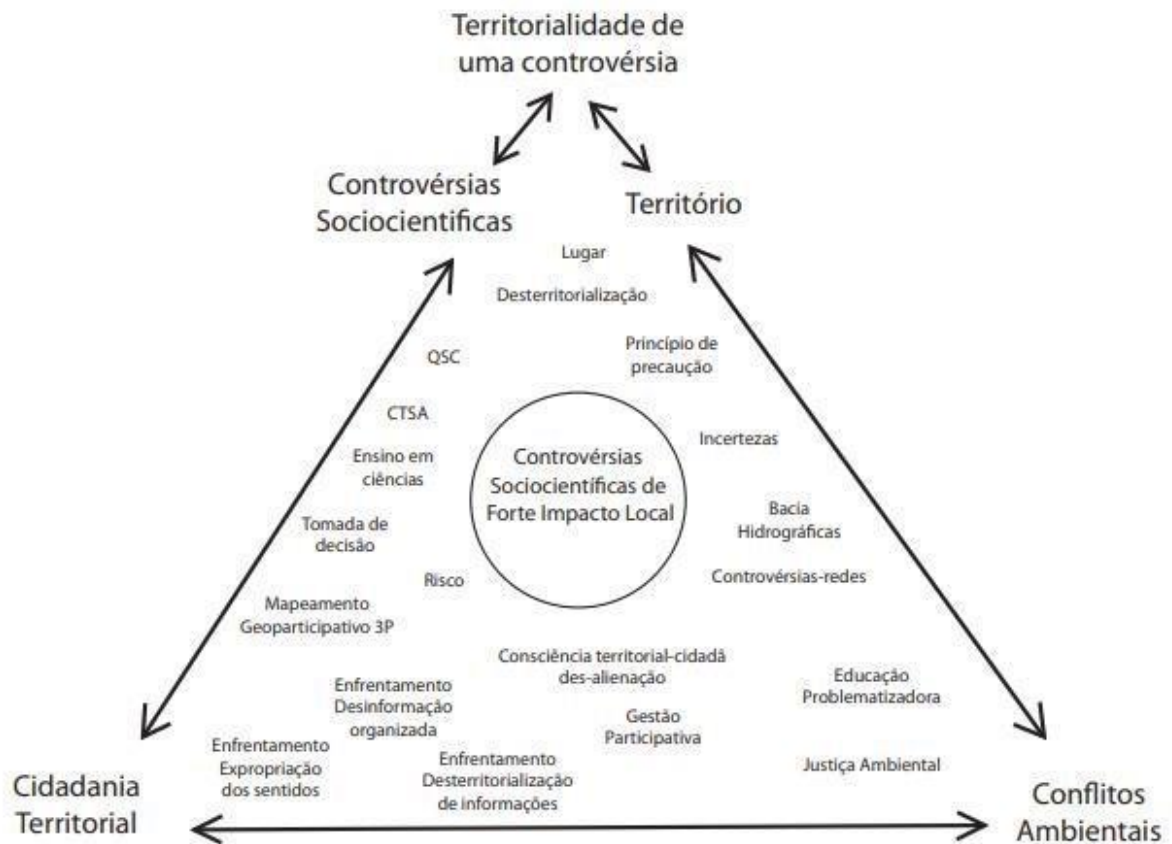 Territorialidade de
uma controvérsia
Controvérsias
Sociocientificas
Território
Lugar
Desterritorialização
QSC
Princípio de
precaução
CTSA
Incertezas
Ensino em
ciências
Controvérsias
Sociocientíficas de
Forte Impacto Local
Tomada de
decisão
Bacia
Hidrográficas
Risco
Controvérsias-redes
Mapeamento
Geoparticipativo 3P
Consciência territorial-cidadã
des-alienação
Educação
Problematizadora
Enfrentamento
Desinformação
organizada
Gestão
Participativa
Enfrentamento
Expropriação
dos sentidos
Enfrentamento
Desterritorialização
de informações
Justiça Ambiental
Cidadania
Territorial
Conflitos
Ambientais